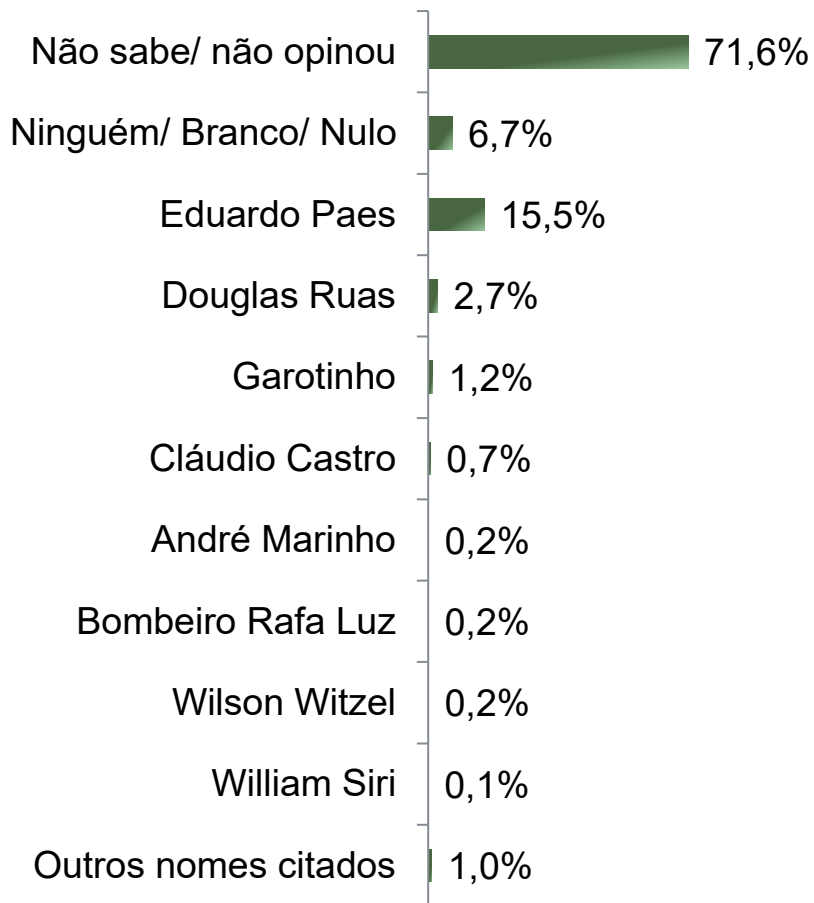 Não sabe/ não opinou 71,6%
Ninguém/ Branco/ Nulo 6,7%
Eduardo Paes 15,5%
Douglas Ruas 2,7%
Garotinho 1,2%
Cláudio Castro 0,7%
André Marinho 0,2%
Bombeiro Rafa Luz 0,2%
Wilson Witzel 0,2%
William Siri 0,1%
Outros nomes citados 1,0%